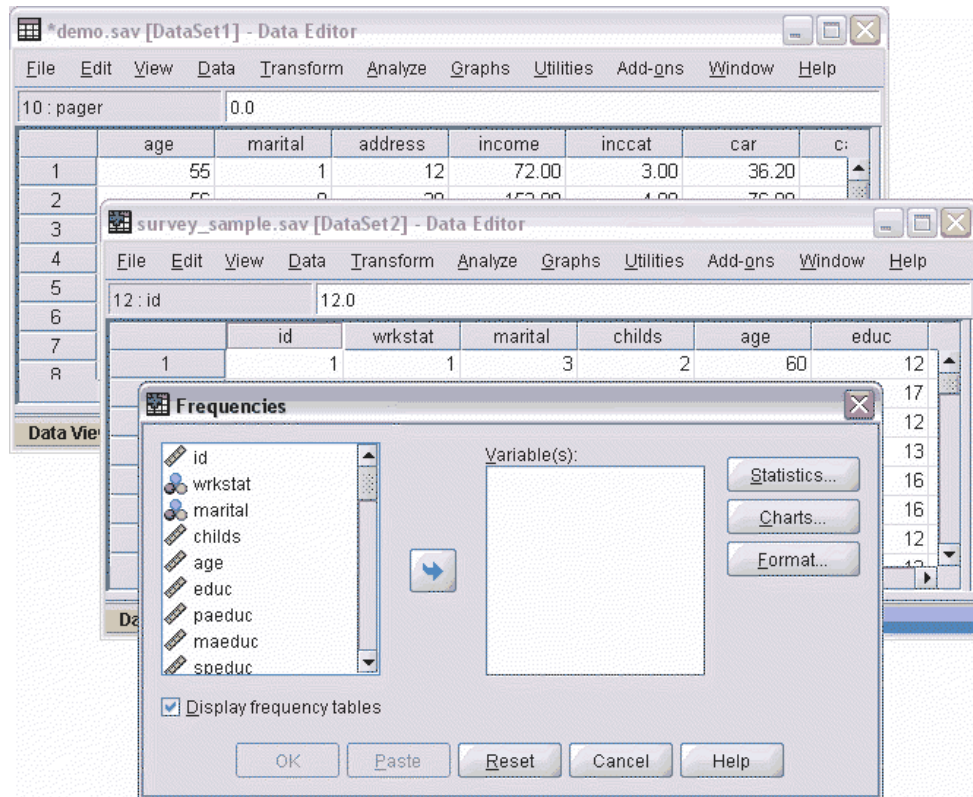 *demo.sav [DataSet1] - Data Editor
File Edit View Data Transform Analyze Graphs Utilities Add-ons Window Help
10 : pager 0.0
age marital address income inccat car
1 55 1 12 72.00 3.00 36.20
2
3
4
5
6
7
8
Data Vie
survey_sample.sav [DataSet2] - Data Editor
File Edit View Data Transform Analyze Graphs Utilities Add-ons Window Help
12 : id 12.0
id wrkstat marital childs age educ
1 1 1 3 2 60 12
17
12
13
16
16
12
Da
Frequencies
id
wrkstat
marital
childs
age
educ
paeduc
maeduc
speduc
Variable(s):
Statistics...
Charts...
Format...
Display frequency tables
OK Paste Reset Cancel Help